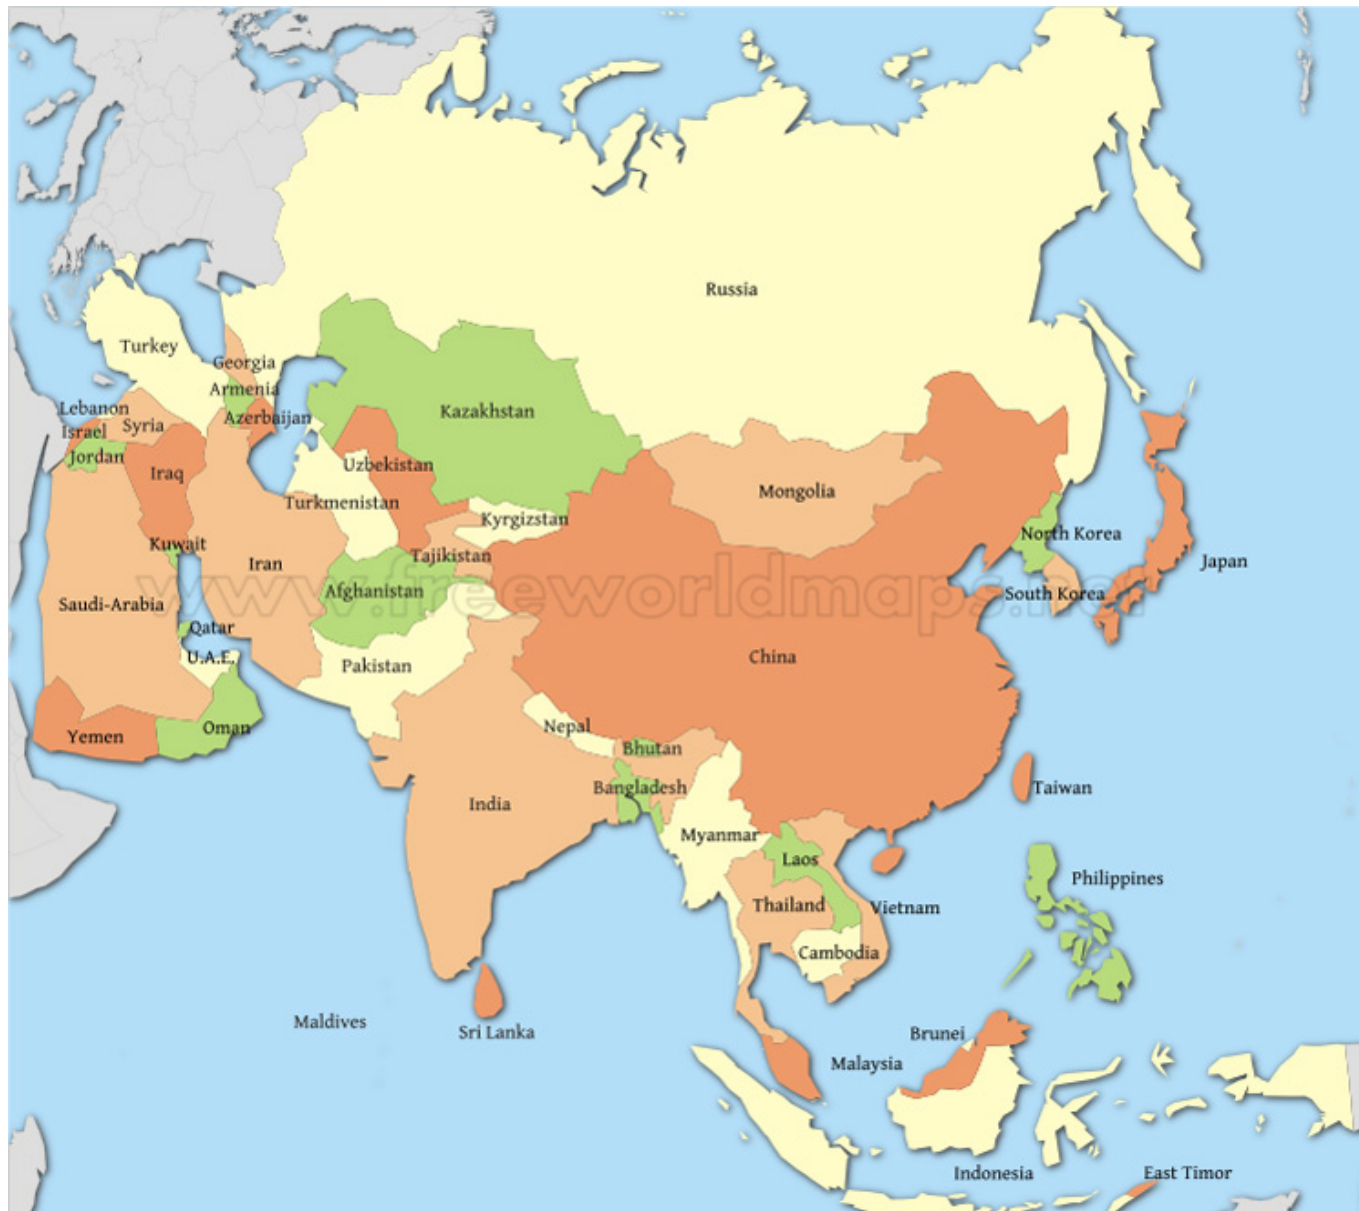 Russia
Turkey
Georgia
Armenia
Azerbaijan
Lebanon
Syria
Israel
Jordan
Iraq
Kazakhstan
Uzbekistan
Turkmenistan
Kyrgizstan
Mongolia
Kuwait
Iran
Tajikistan
Afghanistan
North Korea
South Korea
Japan
www.freeworldmaps.net
Saudi-Arabia
Qatar
U.A.E.
Pakistan
China
Yemen
Oman
Nepal
Bhutan
Bangladesh
India
Myanmar
Taiwan
Laos
Thailand
Vietnam
Philippines
Cambodia
Maldives
Sri Lanka
Brunei
Malaysia
Indonesia
East Timor